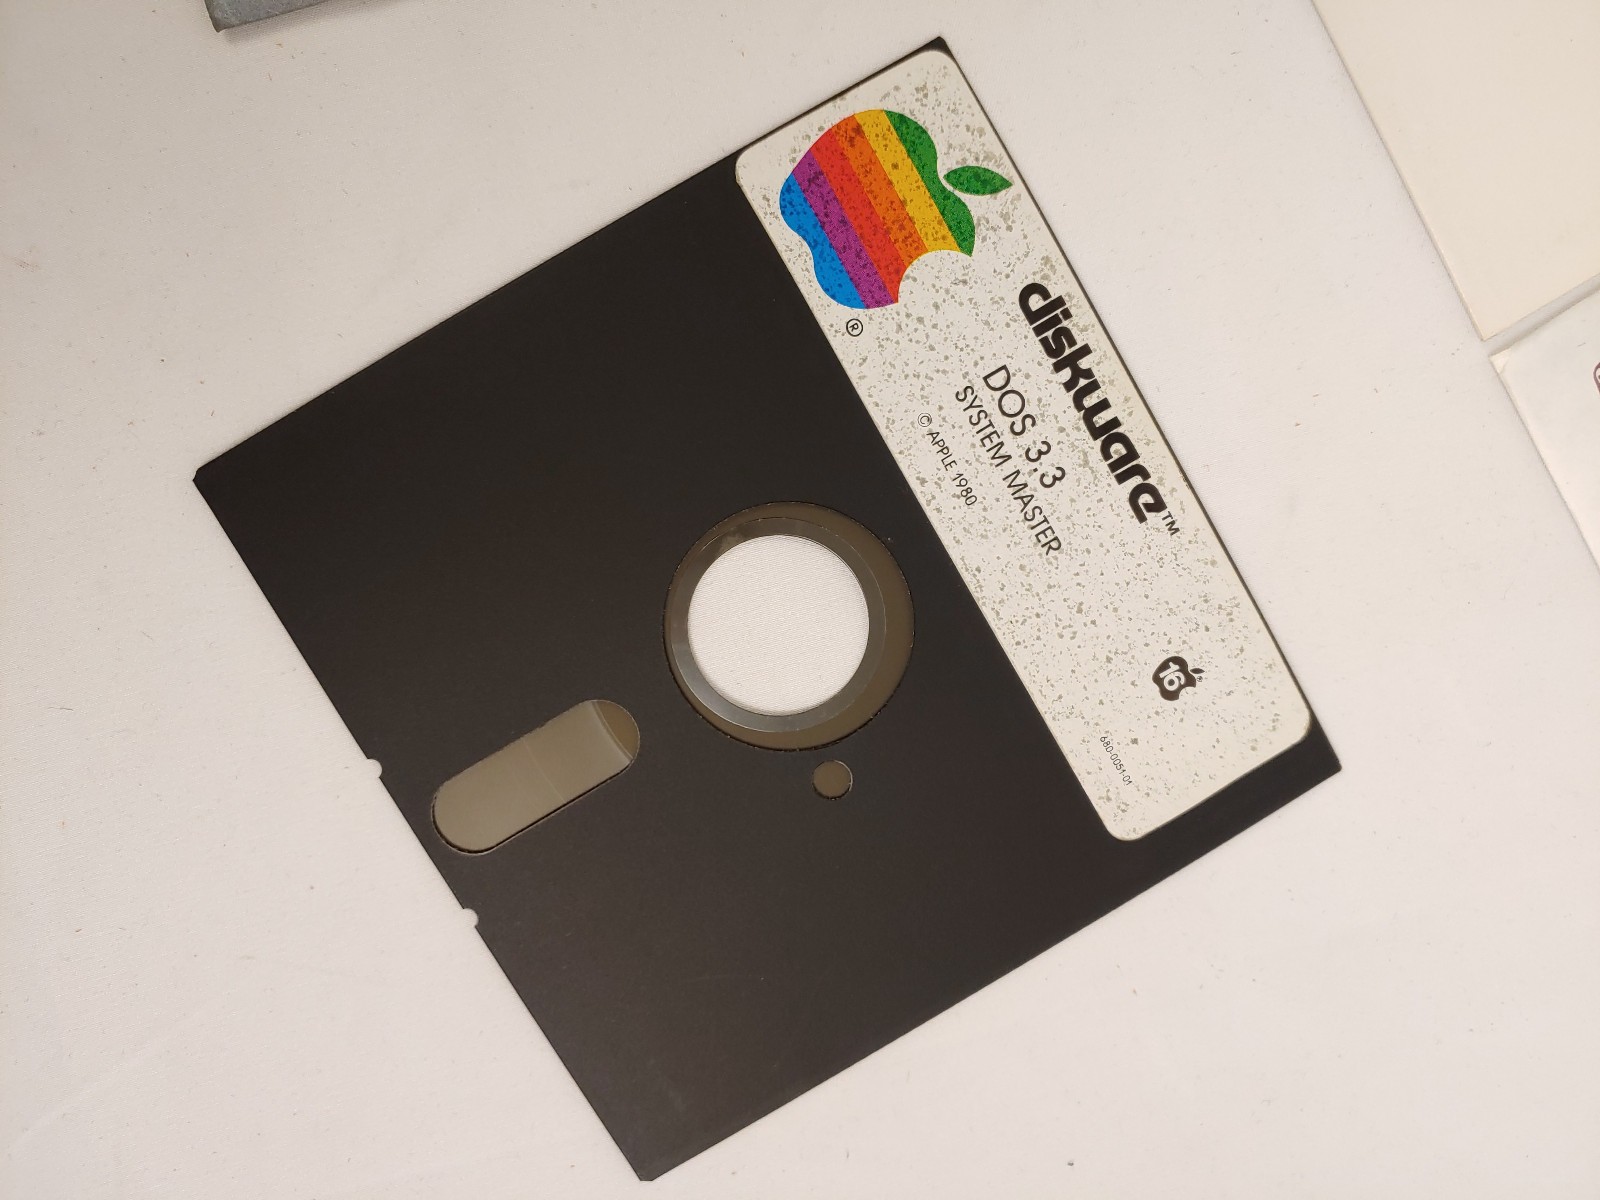 ®
diskware™
DOS 3.3
SYSTEM MASTER
© APPLE 1980
16
680-0051-01